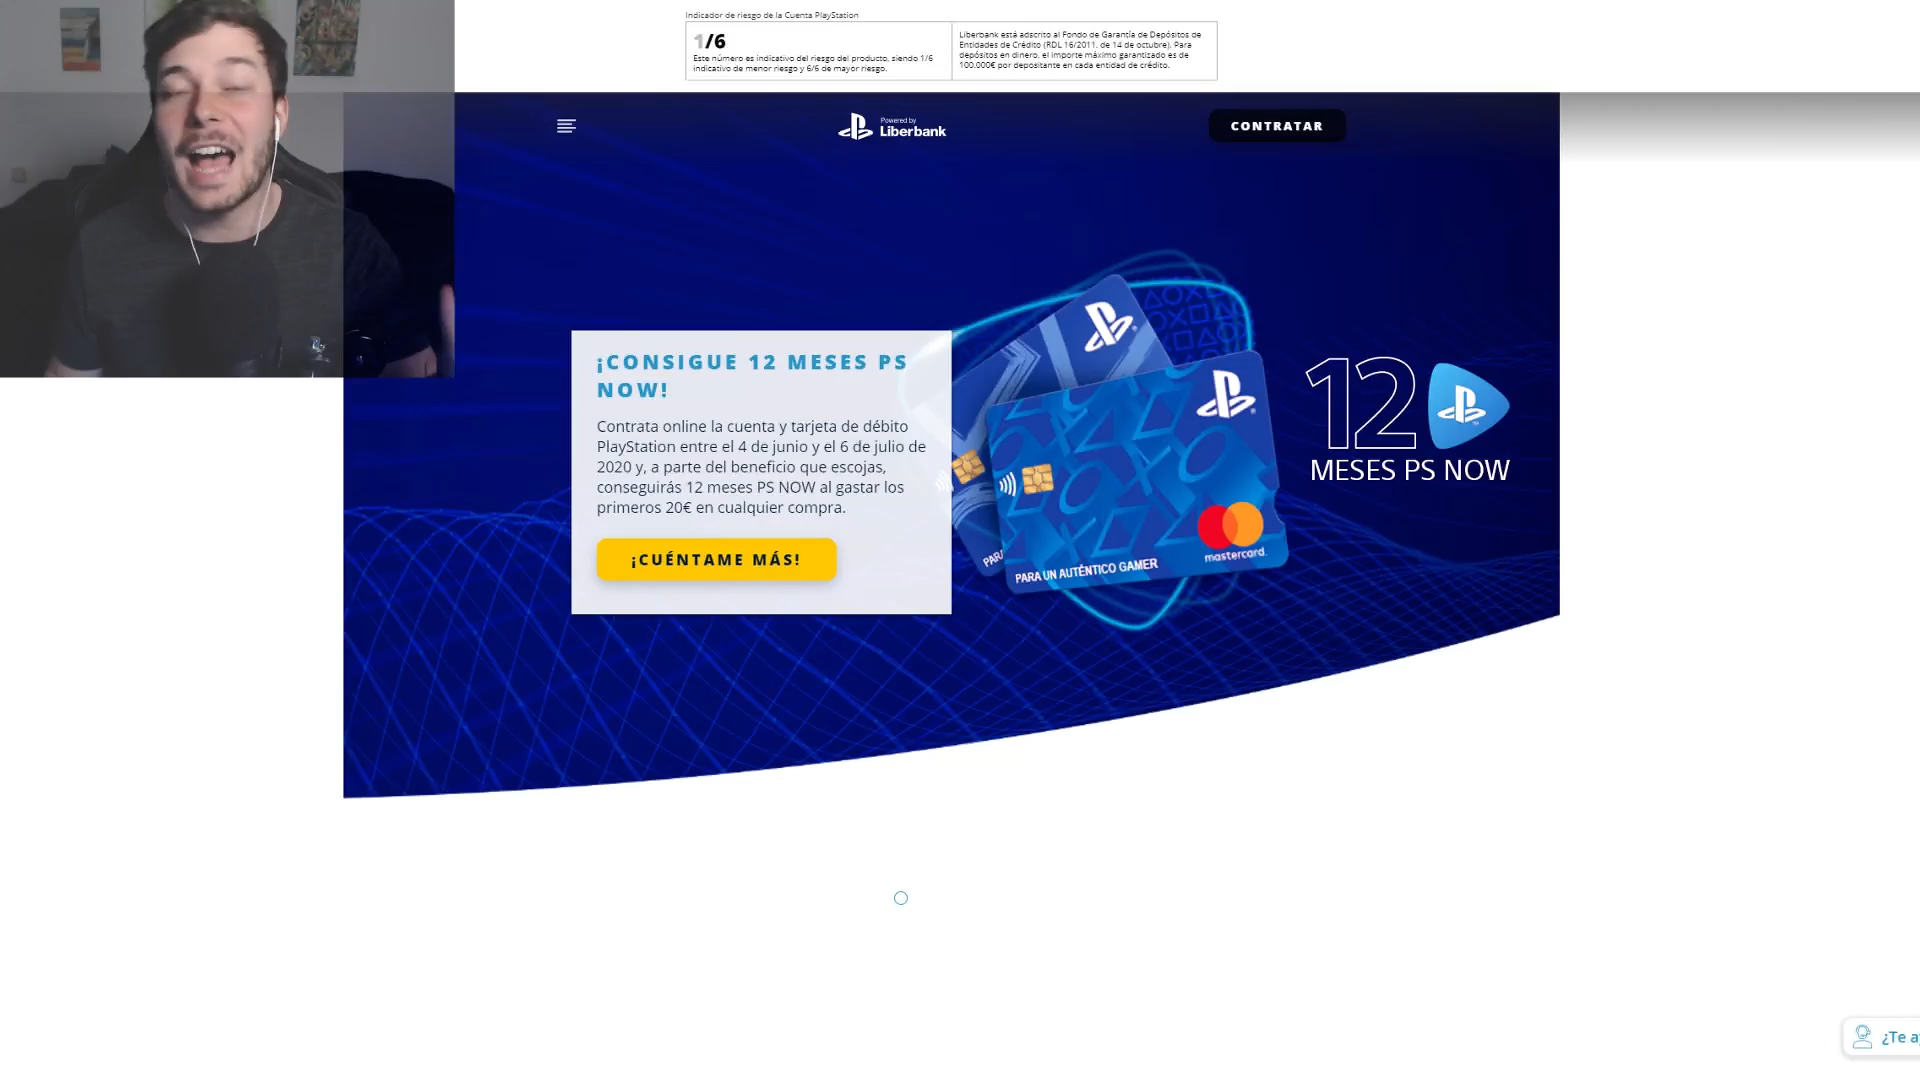 Indicador de riesgo de la Cuenta PlayStation
1/6
Este número es indicativo del riesgo del producto, siendo 1/6
indicativo de menor riesgo y 6/6 de mayor riesgo.
Liberbank está adscrito al Fondo de Garantía de Depósitos de
Entidades de Crédito (RDL 16/2011, de 14 de octubre). Para
depósitos en dinero, el importe máximo garantizado es de
100.000€ por depositante en cada entidad de crédito.
Powered by
Liberbank
CONTRATAR
¡CONSIGUE 12 MESES PS
NOW!
Contrata online la cuenta y tarjeta de débito
PlayStation entre el 4 de junio y el 6 de julio de
2020 y, a parte del beneficio que escojas,
conseguirás 12 meses PS NOW al gastar los
primeros 20€ en cualquier compra.
¡CUÉNTAME MÁS!
PARA
PARA UN AUTÉNTICO GAMER
mastercard.
12
MESES PS NOW
¿Te